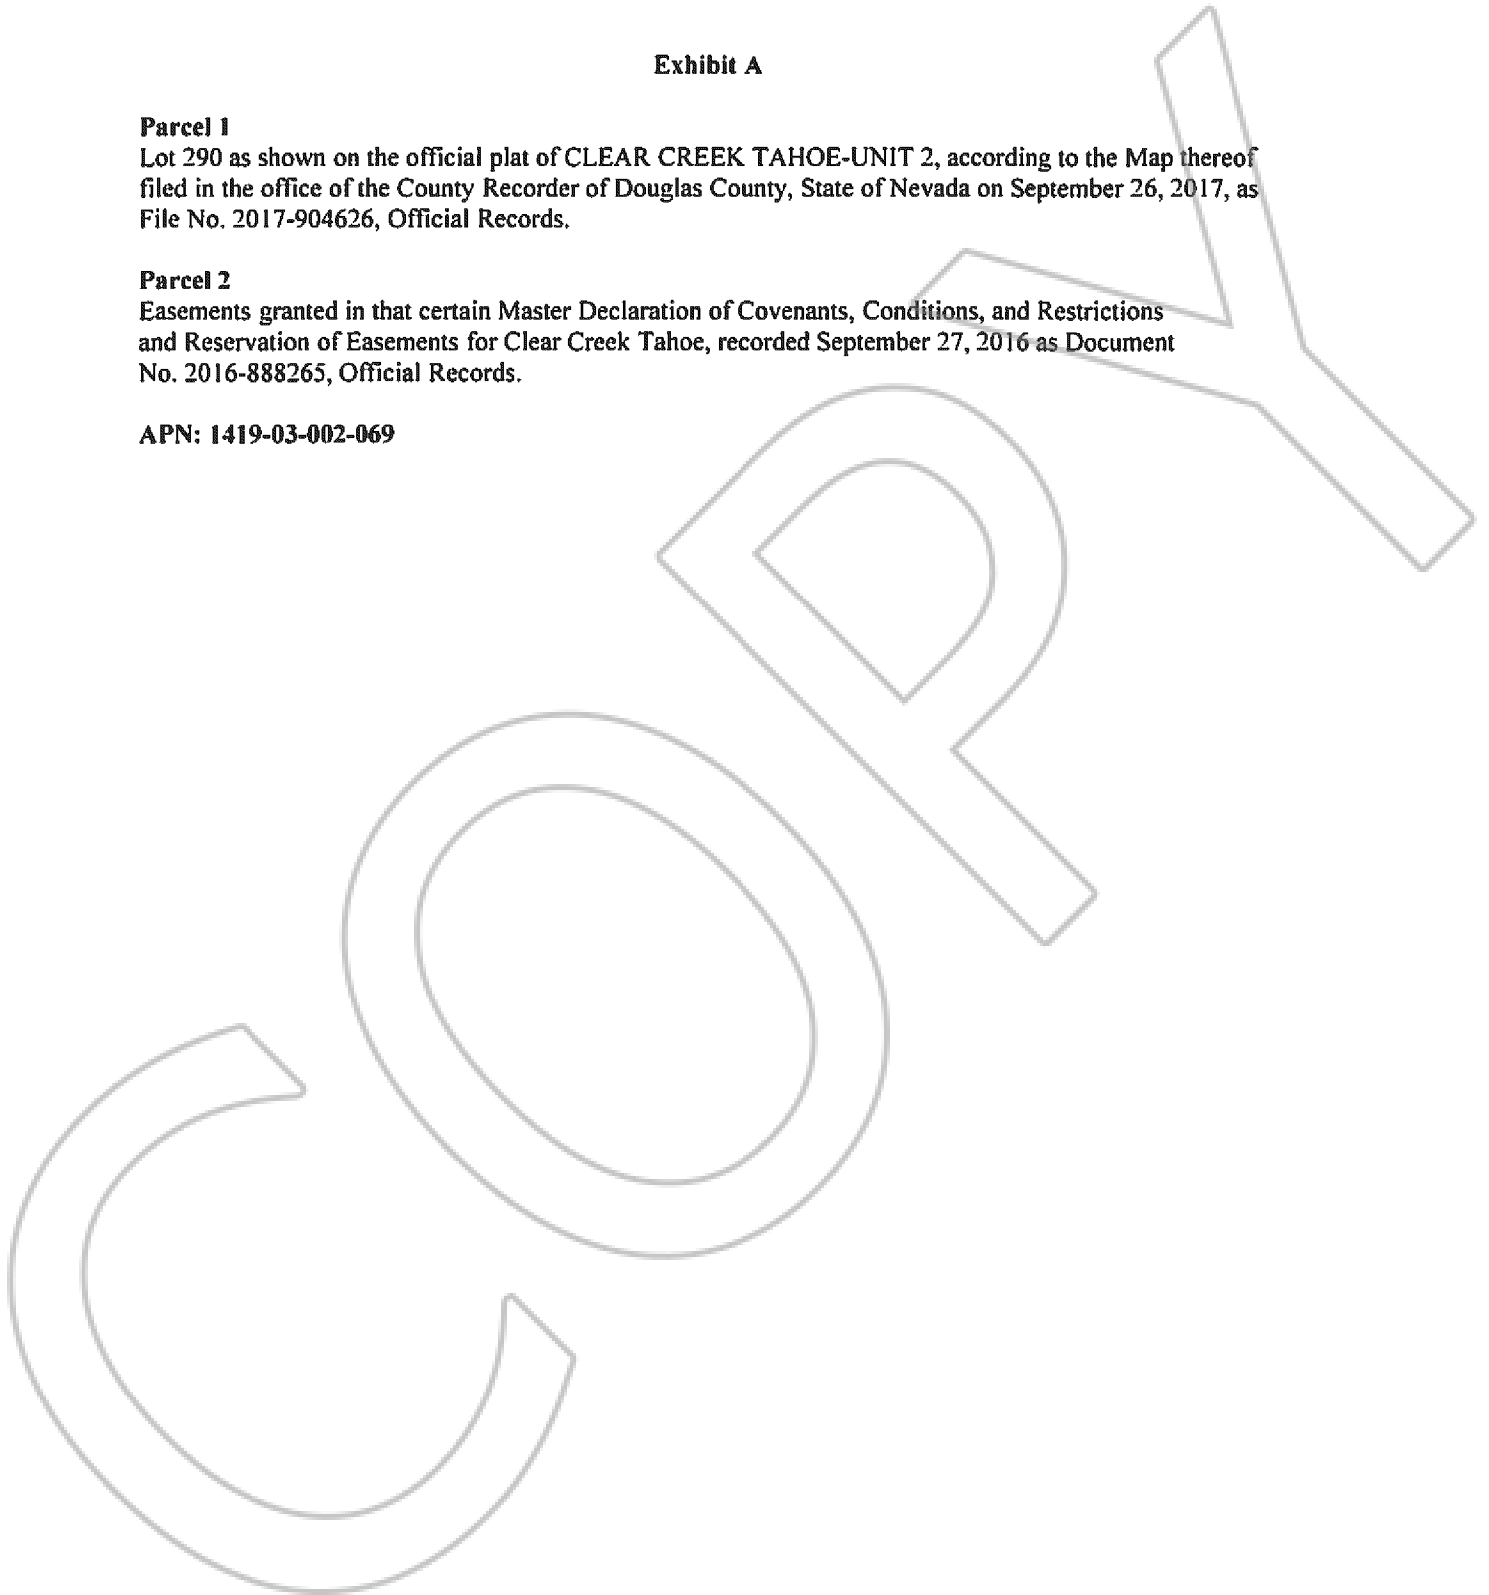 Exhibit A
Parcel 1
Lot 290 as shown on the official plat of CLEAR CREEK TAHOE-UNIT 2, according to the Map thereof
filed in the office of the County Recorder of Douglas County, State of Nevada on September 26, 2017, as
File No. 2017-904626, Official Records.
Parcel 2
Easements granted in that certain Master Declaration of Covenants, Conditions, and Restrictions
and Reservation of Easements for Clear Creek Tahoe, recorded September 27, 2016 as Document
No. 2016-888265, Official Records.
APN: 1419-03-002-069
COPY